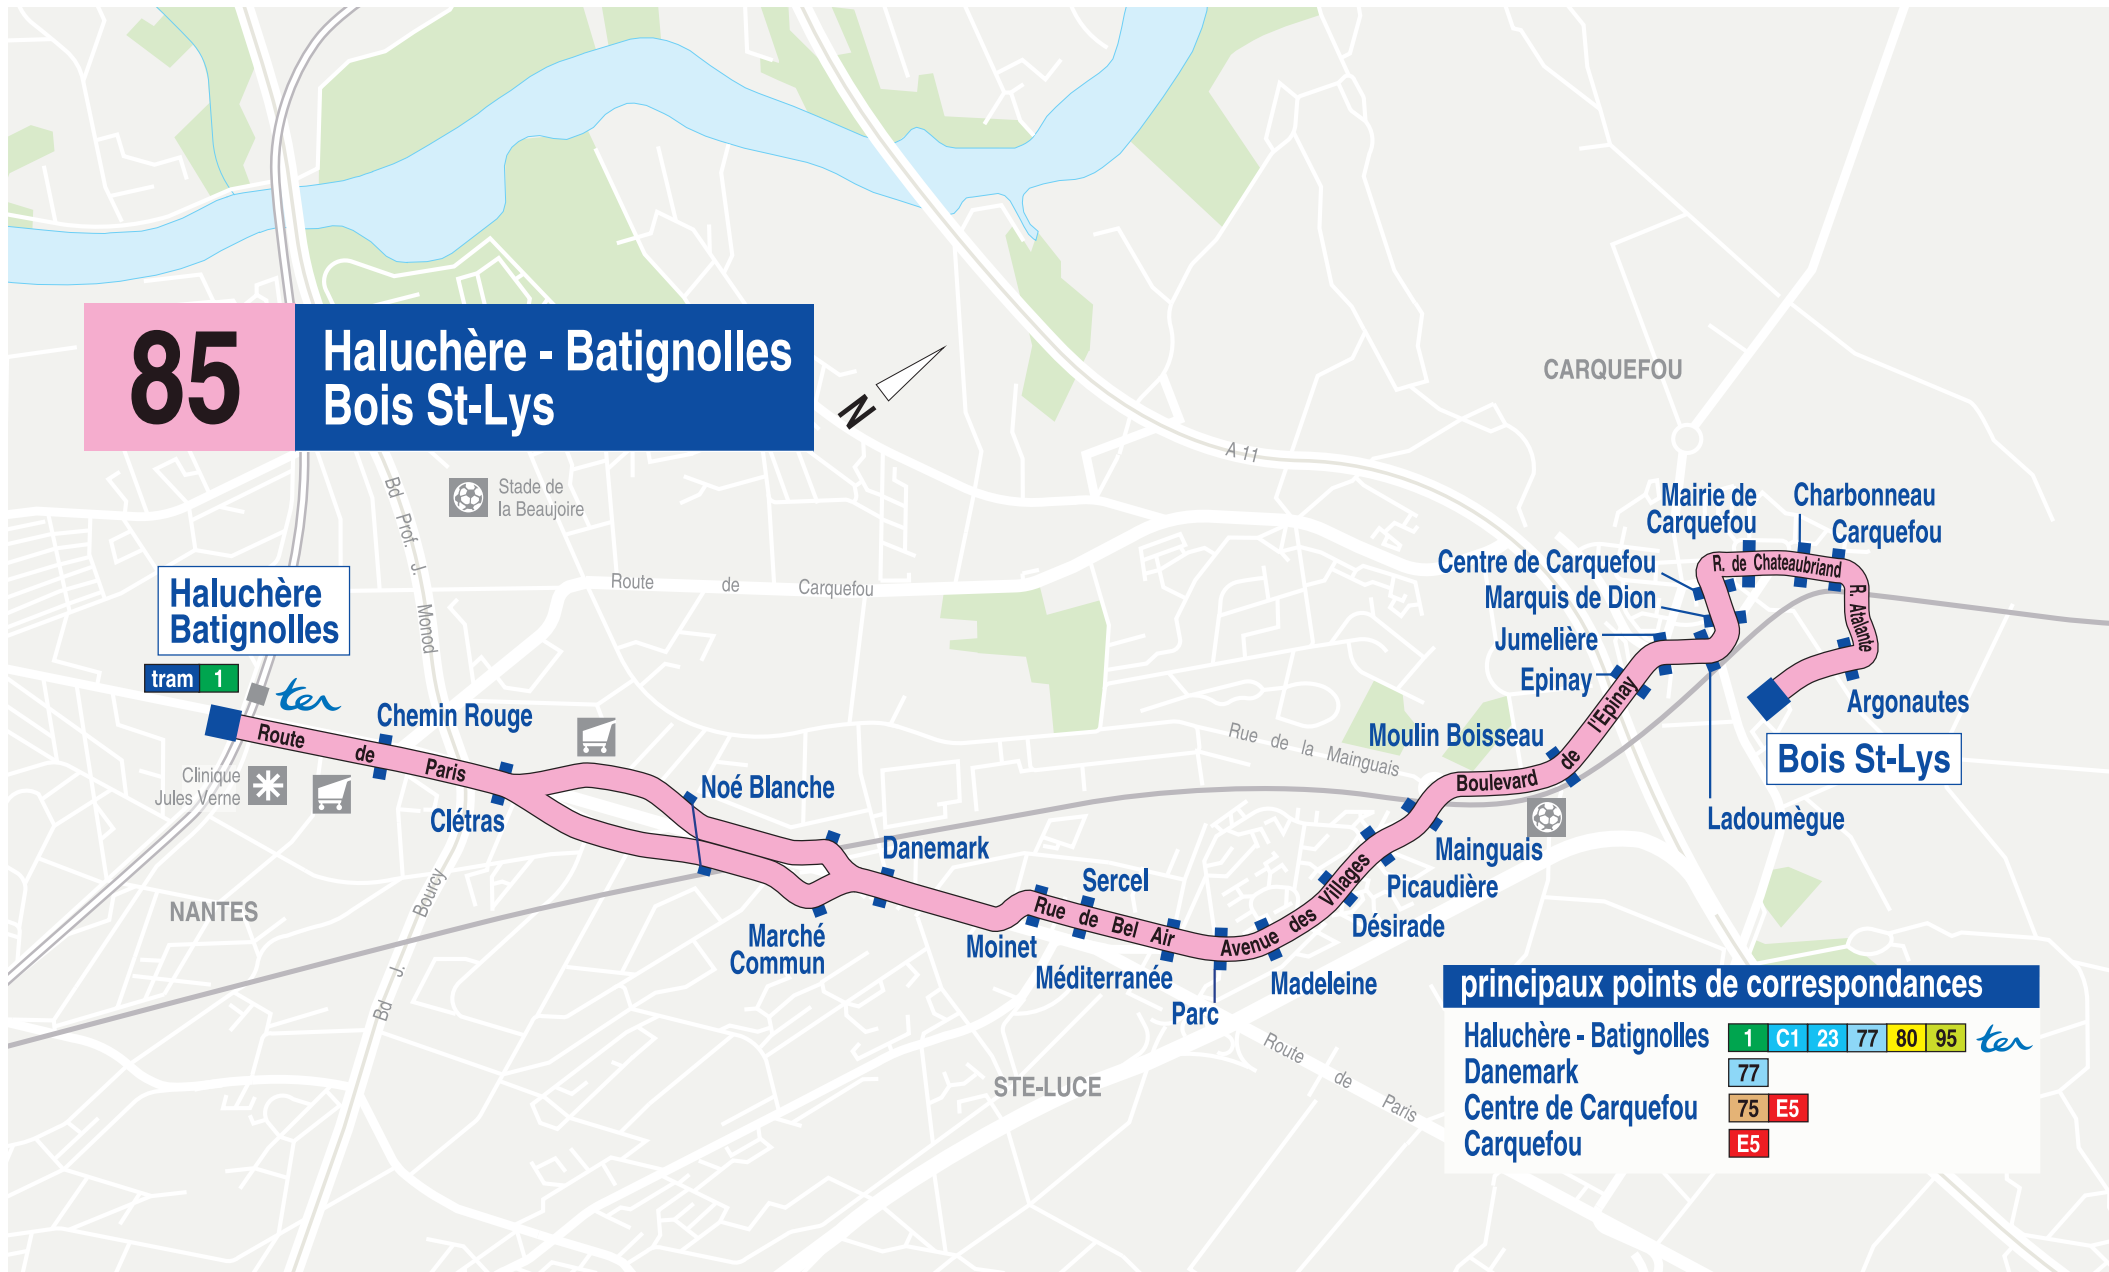 85
Haluchère - Batignolles
Bois St-Lys
N
A 11
CARQUEFOU
Bd Prof. J. Monod
Stade de
la Beaujoire
Route de Carquefou
Haluchère
Batignolles
tram 1
ter
Chemin Rouge
Route de Paris
Clinique
Jules Verne
Clétras
Noé Blanche
Danemark
NANTES
Bd J. Bourcy
Marché
Commun
Moinet
Sercel
Rue de Bel Air
Méditerranée
Parc
Avenue des Villages
Madeleine
Désirade
Picaudière
Mainguais
Rue de la Mainguais
Moulin Boisseau
Boulevard de l'Epinay
Epinay
Jumelière
Marquis de Dion
Centre de Carquefou
Mairie de
Carquefou
Charbonneau
Carquefou
R. de Chateaubriand
R. Atalante
Argonautes
Bois St-Lys
Ladoumègue
STE-LUCE
Route de Paris
principaux points de correspondances
Haluchère - Batignolles 1 C1 23 77 80 95 ter
Danemark 77
Centre de Carquefou 75 E5
Carquefou E5